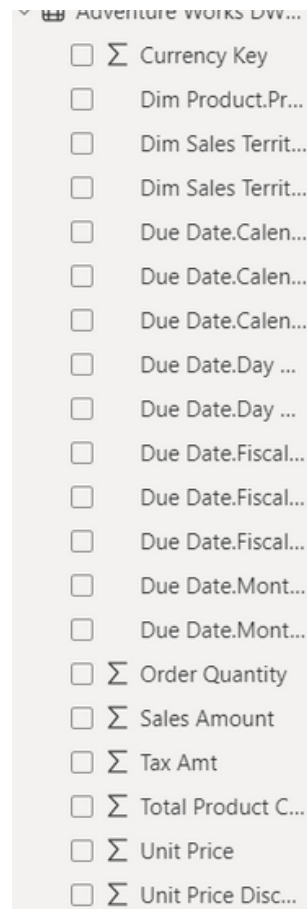 Adventure Works DW...
Σ Currency Key
Dim Product.Pr...
Dim Sales Territ...
Dim Sales Territ...
Due Date.Calen...
Due Date.Calen...
Due Date.Calen...
Due Date.Day ...
Due Date.Day ...
Due Date.Fiscal...
Due Date.Fiscal...
Due Date.Fiscal...
Due Date.Mont...
Due Date.Mont...
Σ Order Quantity
Σ Sales Amount
Σ Tax Amt
Σ Total Product C...
Σ Unit Price
Σ Unit Price Disc...